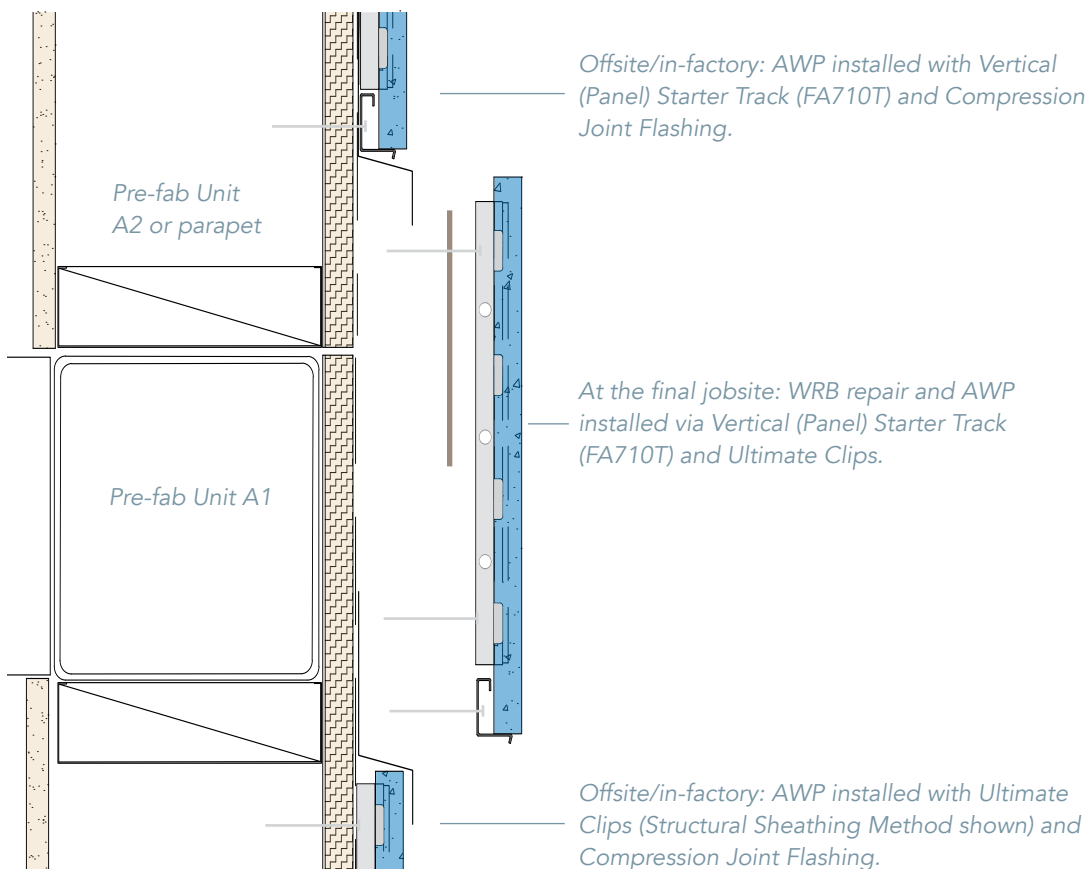 Offsite/in-factory: AWP installed with Vertical
(Panel) Starter Track (FA710T) and Compression
Joint Flashing.
Pre-fab Unit
A2 or parapet
At the final jobsite: WRB repair and AWP
installed via Vertical (Panel) Starter Track
(FA710T) and Ultimate Clips.
Pre-fab Unit A1
Offsite/in-factory: AWP installed with Ultimate
Clips (Structural Sheathing Method shown) and
Compression Joint Flashing.